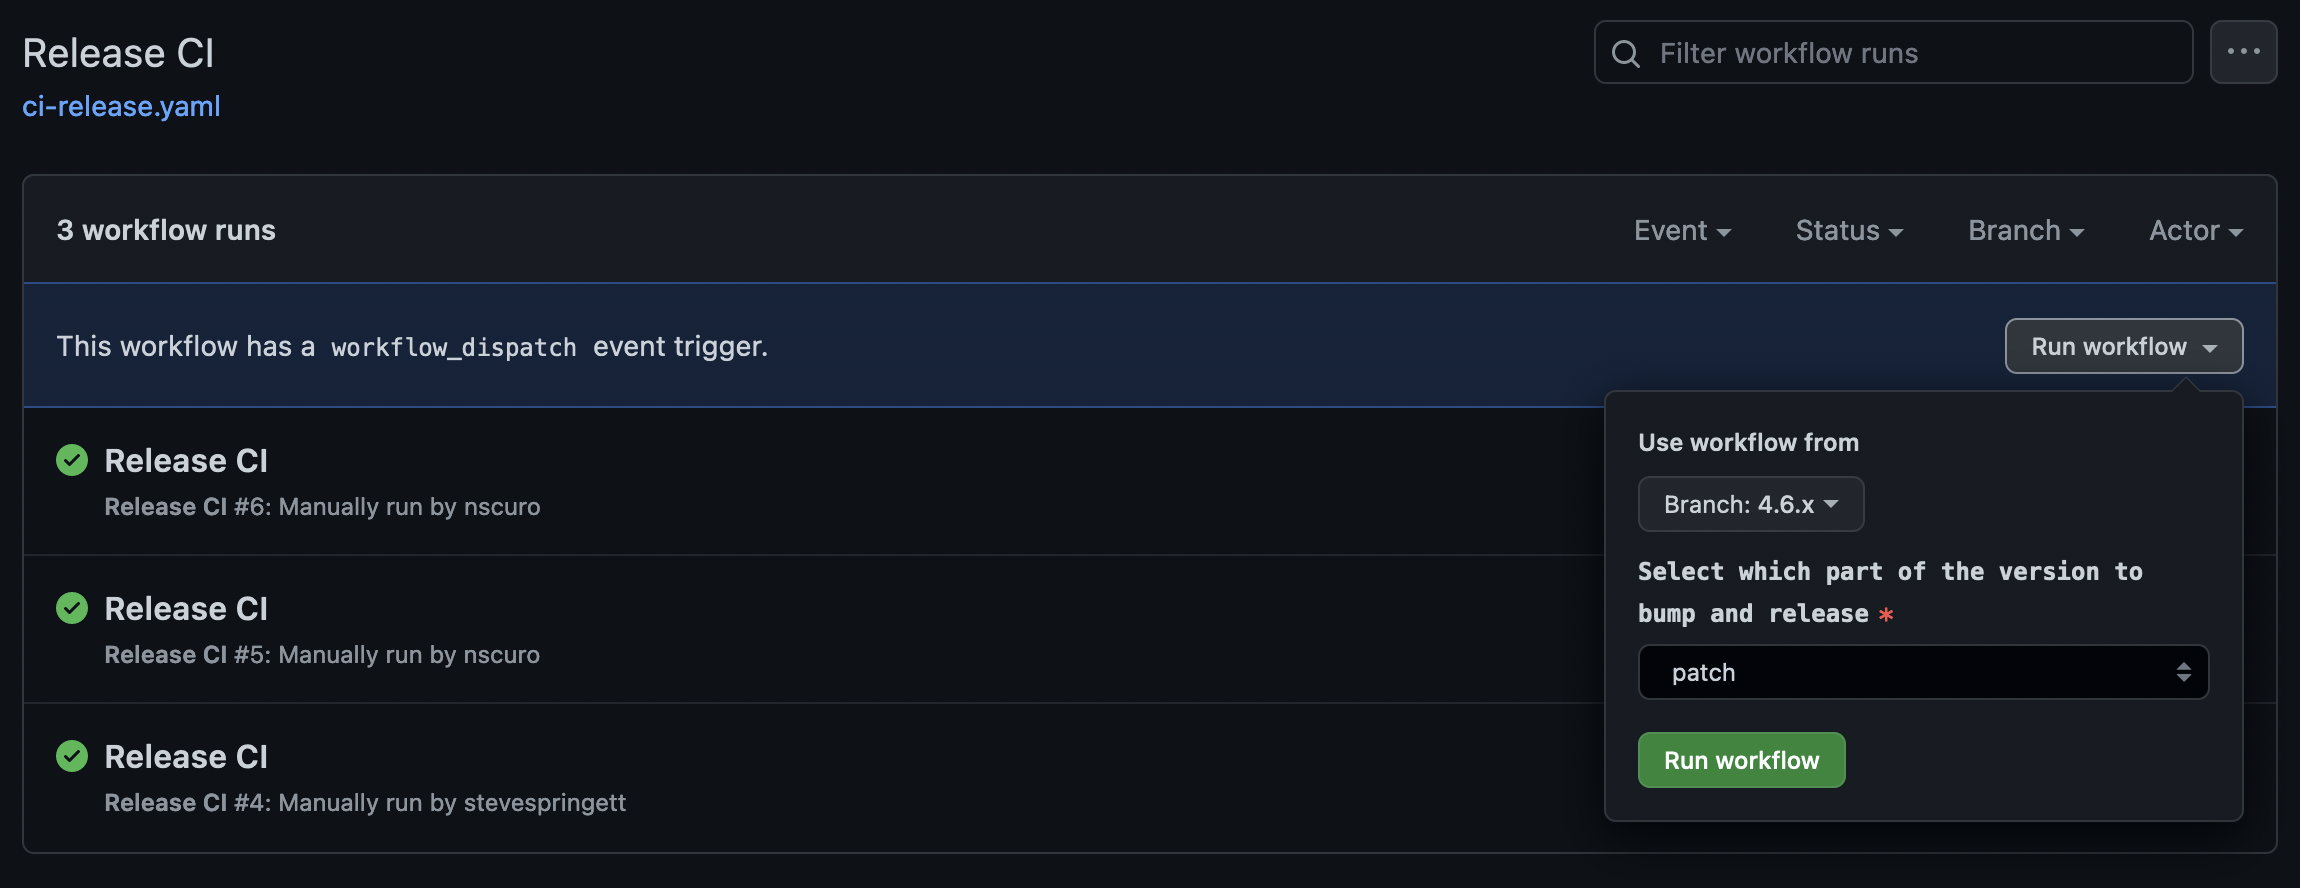 Release CI
Filter workflow runs
ci-release.yaml
3 workflow runs
Event
Status
Branch
Actor
This workflow has a workflow_dispatch event trigger.
Run workflow
Release CI
Release CI #6: Manually run by nscuro
Release CI
Release CI #5: Manually run by nscuro
Release CI
Release CI #4: Manually run by stevespringett
Use workflow from
Branch: 4.6.x
Select which part of the version to
bump and release *
patch
Run workflow